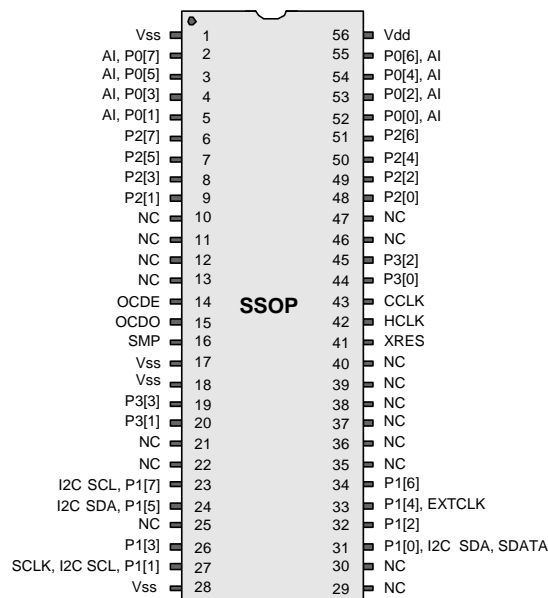 Vss 1 56 Vdd
AI, P0[7] 2 55 P0[6], AI
AI, P0[5] 3 54 P0[4], AI
AI, P0[3] 4 53 P0[2], AI
AI, P0[1] 5 52 P0[0], AI
P2[7] 6 51 P2[6]
P2[5] 7 50 P2[4]
P2[3] 8 49 P2[2]
P2[1] 9 48 P2[0]
NC 10 47 NC
NC 11 46 NC
NC 12 45 P3[2]
NC 13 44 P3[0]
OCDE 14 SSOP 43 CCLK
OCDO 15 42 HCLK
SMP 16 41 XRES
Vss 17 40 NC
Vss 18 39 NC
P3[3] 19 38 NC
P3[1] 20 37 NC
NC 21 36 NC
NC 22 35 NC
I2C SCL, P1[7] 23 34 P1[6]
I2C SDA, P1[5] 24 33 P1[4], EXTCLK
NC 25 32 P1[2]
P1[3] 26 31 P1[0], I2C SDA, SDATA
SCLK, I2C SCL, P1[1] 27 30 NC
Vss 28 29 NC